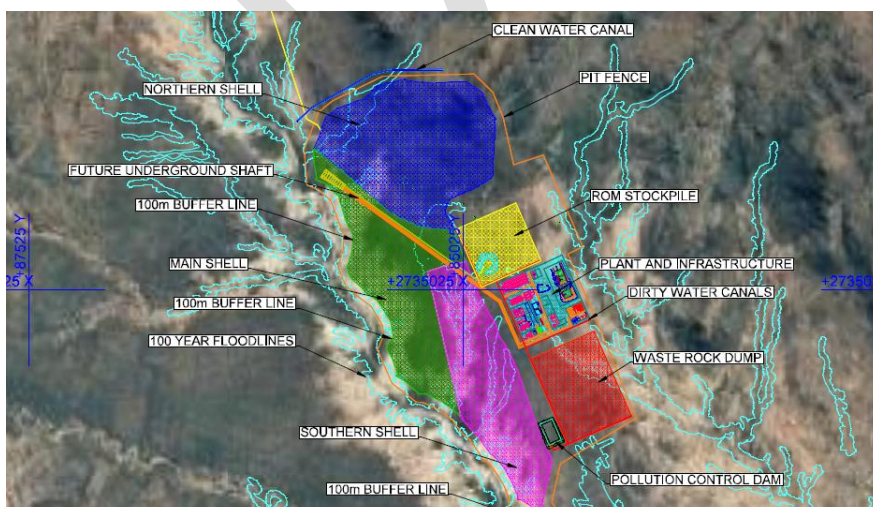 CLEAN WATER CANAL
PIT FENCE
NORTHERN SHELL
FUTURE UNDERGROUND SHAFT
ROM STOCKPILE
100m BUFFER LINE
+87525 Y
+85025 Y
MAIN SHELL
PLANT AND INFRASTRUCTURE
25 X
+2735025 X
+27350
DIRTY WATER CANALS
100m BUFFER LINE
100 YEAR FLOODLINES
WASTE ROCK DUMP
SOUTHERN SHELL
POLLUTION CONTROL DAM
100m BUFFER LINE